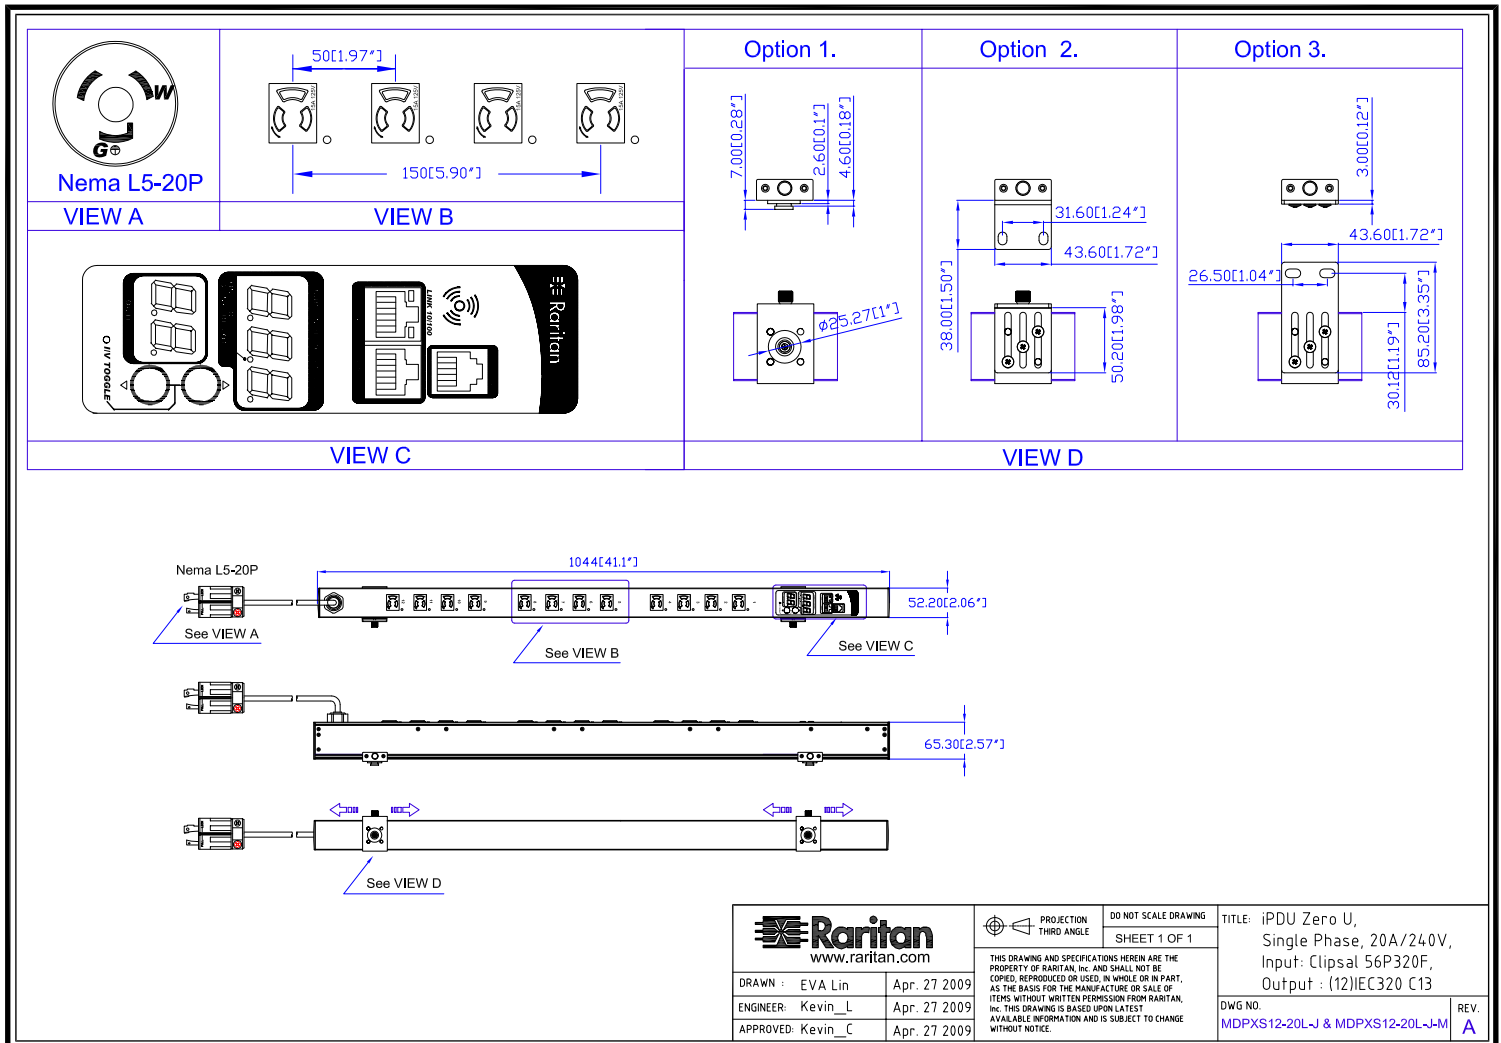 W
G
Nema L5-20P
VIEW A
50[1.97"]
15A 125V
15A 125V
15A 125V
15A 125V
150[5.90"]
VIEW B
O I/V TOGGLE
LINK 10/100
Raritan
VIEW C
Option 1.
7.00[0.28"]
2.60[0.1"]
4.60[0.18"]
ø25.27[1"]
Option 2.
31.60[1.24"]
43.60[1.72"]
38.00[1.50"]
50.20[1.98"]
Option 3.
3.00[0.12"]
43.60[1.72"]
26.50[1.04"]
30.12[1.19"]
85.20[3.35"]
VIEW D
Nema L5-20P
1044[41.1"]
52.20[2.06"]
See VIEW A
See VIEW B
See VIEW C
65.30[2.57"]
See VIEW D
Raritan
www.raritan.com
DRAWN : EVA Lin Apr. 27 2009
ENGINEER: Kevin_L Apr. 27 2009
APPROVED: Kevin_C Apr. 27 2009
PROJECTION
THIRD ANGLE
DO NOT SCALE DRAWING
SHEET 1 OF 1
THIS DRAWING AND SPECIFICATIONS HEREIN ARE THE
PROPERTY OF RARITAN, Inc. AND SHALL NOT BE
COPIED, REPRODUCED OR USED, IN WHOLE OR IN PART,
AS THE BASIS FOR THE MANUFACTURE OR SALE OF
ITEMS WITHOUT WRITTEN PERMISSION FROM RARITAN,
Inc. THIS DRAWING IS BASED UPON LATEST
AVAILABLE INFORMATION AND IS SUBJECT TO CHANGE
WITHOUT NOTICE.
TITLE: iPDU Zero U,
Single Phase, 20A/240V,
Input: Clipsal 56P320F,
Output : (12)IEC320 C13
DWG NO.
MDPXS12-20L-J & MDPXS12-20L-J-M
REV.
A